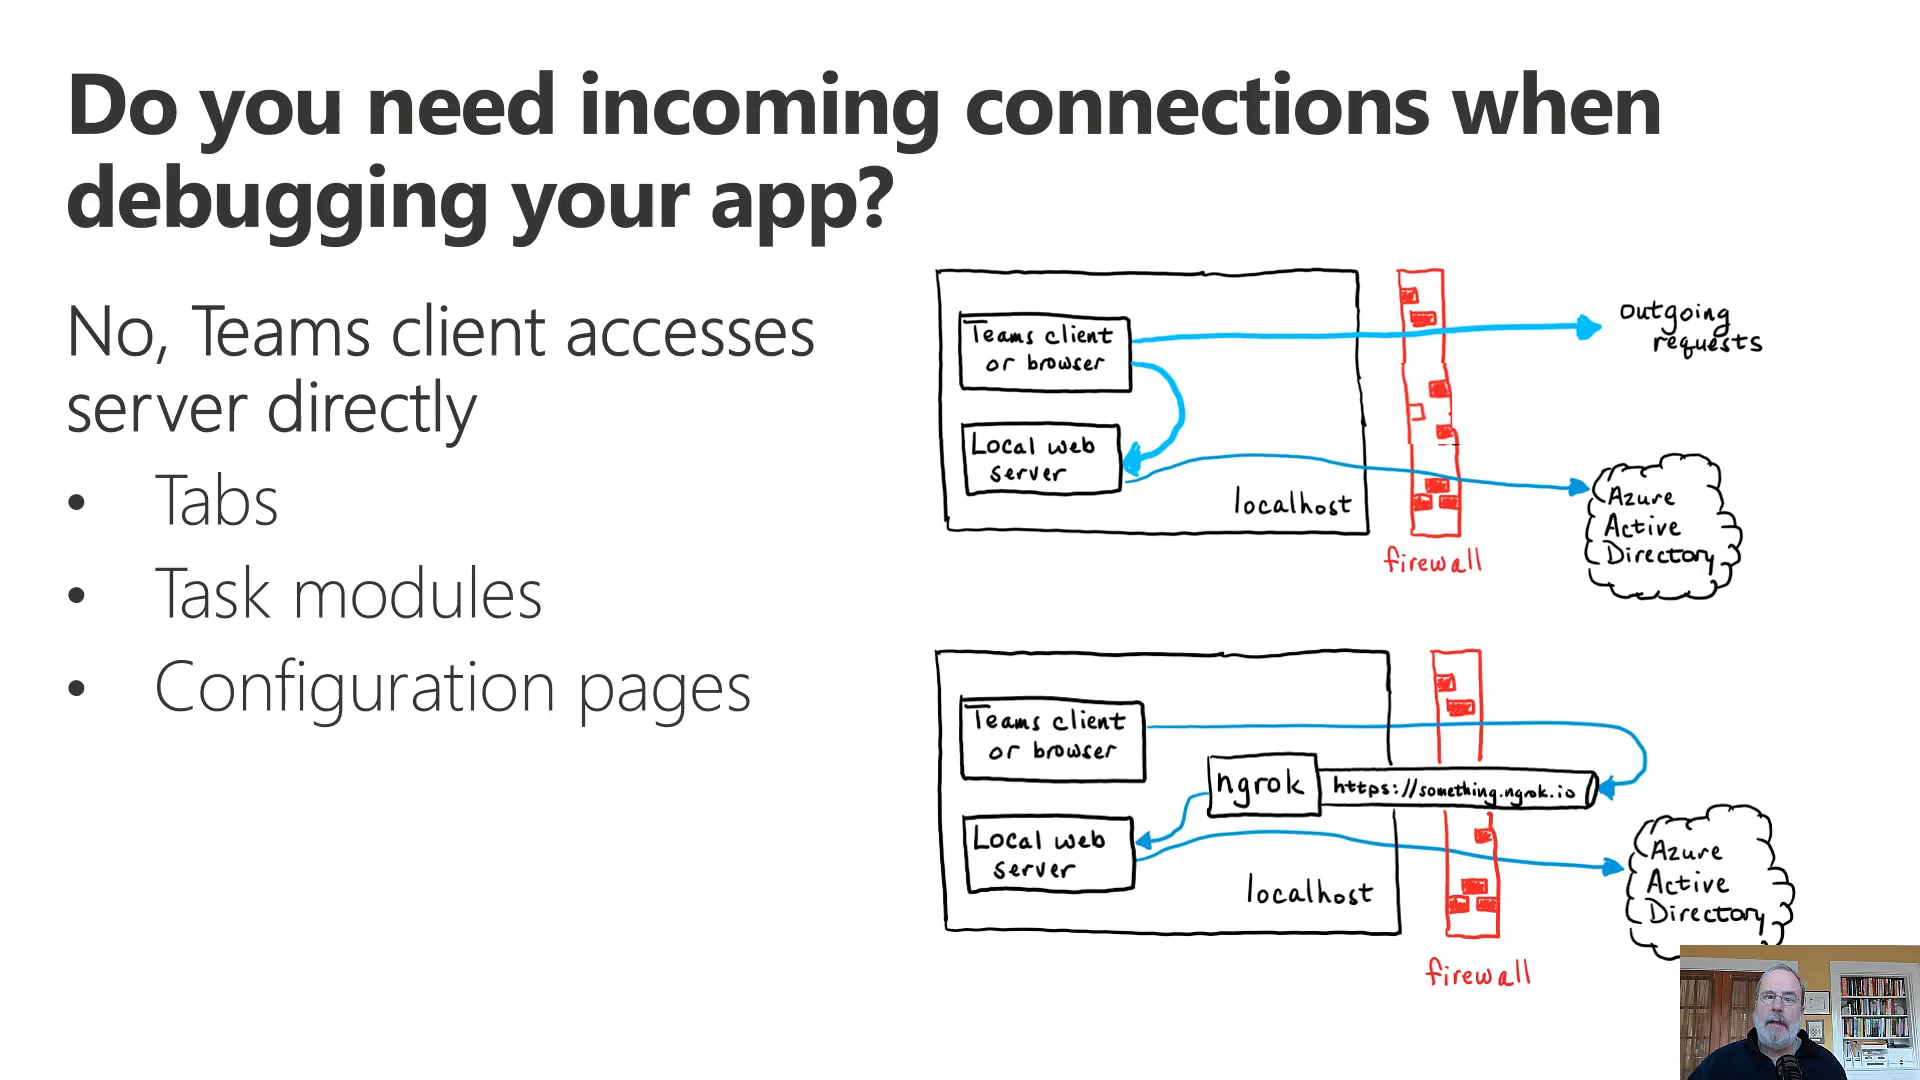 Do you need incoming connections when
debugging your app?
No, Teams client accesses
server directly
• Tabs
• Task modules
• Configuration pages
Teams client
or browser
Local web
server
localhost
firewall
outgoing
requests
Azure
Active
Directory
Teams client
or browser
ngrok
https://something.ngrok.io
Local web
server
localhost
firewall
Azure
Active
Directory